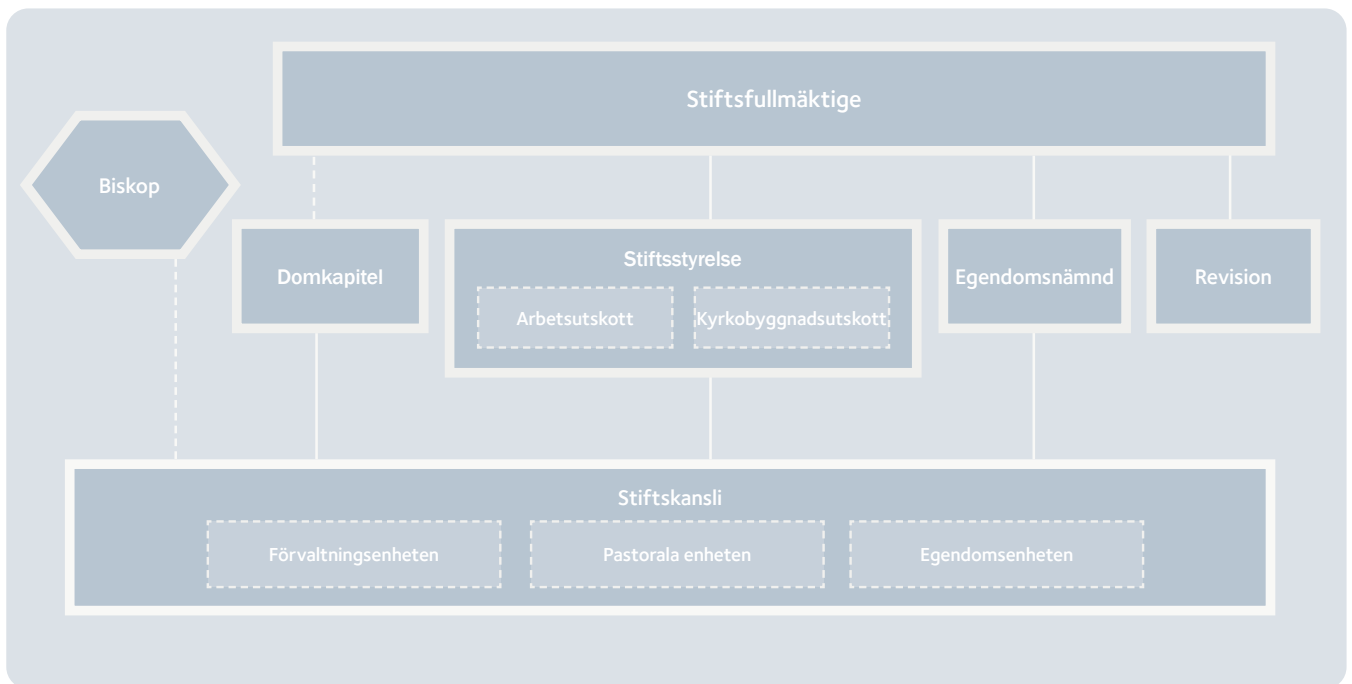 Stiftsfullmäktige
Biskop
Domkapitel
Stiftsstyrelse
Arbetsutskott
Kyrkobyggnadsutskott
Egendomsnämnd
Revision
Stiftskansli
Förvaltningsenheten
Pastorala enheten
Egendomsenheten